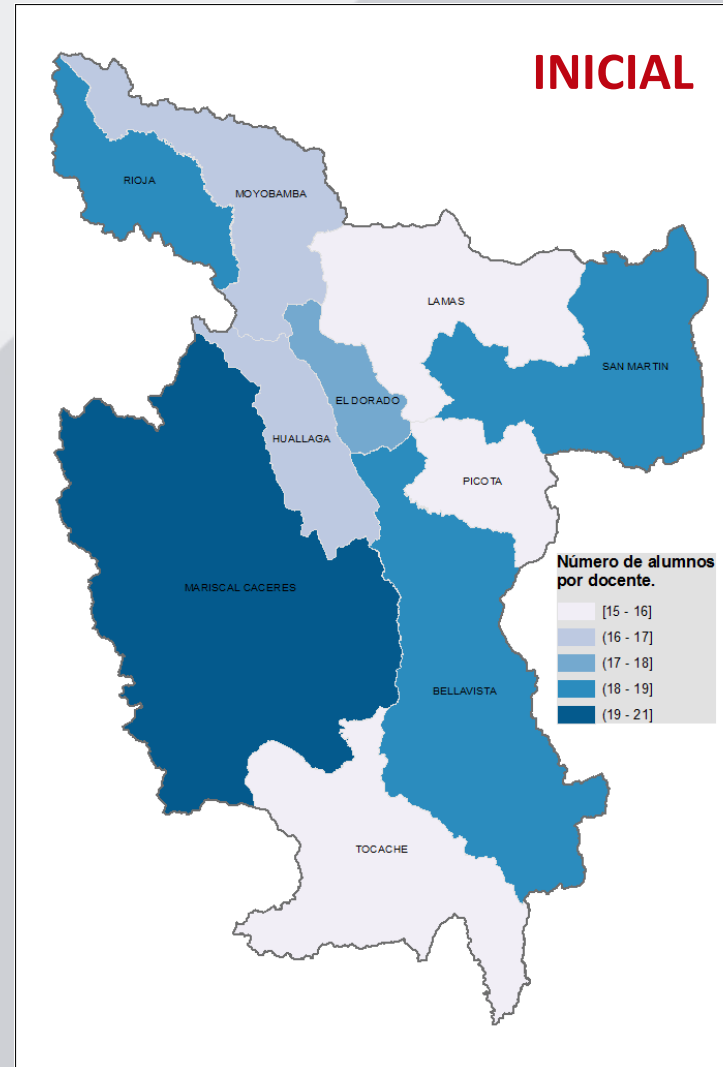 INICIAL
RIOJA
MOYOBAMBA
LAMAS
SAN MARTIN
EL DORADO
HUALLAGA
PICOTA
MARISCAL CACERES
BELLAVISTA
TOCACHE
Número de alumnos
por docente.
[15 - 16]
(16 - 17]
(17 - 18]
(18 - 19]
(19 - 21]